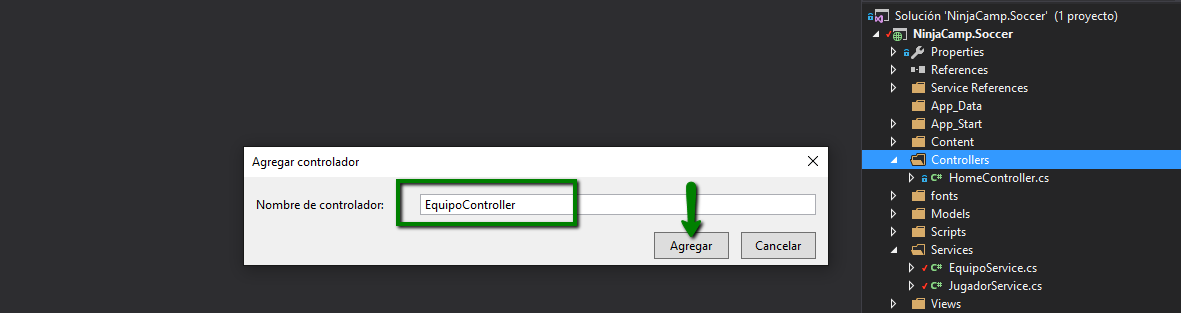 Solución 'NinjaCamp.Soccer' (1 proyecto)
NinjaCamp.Soccer
Properties
References
Service References
App_Data
App_Start
Content
Controllers
C# HomeController.cs
fonts
Models
Scripts
Services
C# EquipoService.cs
C# JugadorService.cs
Views
Agregar controlador
Nombre de controlador:
EquipoController
Agregar
Cancelar